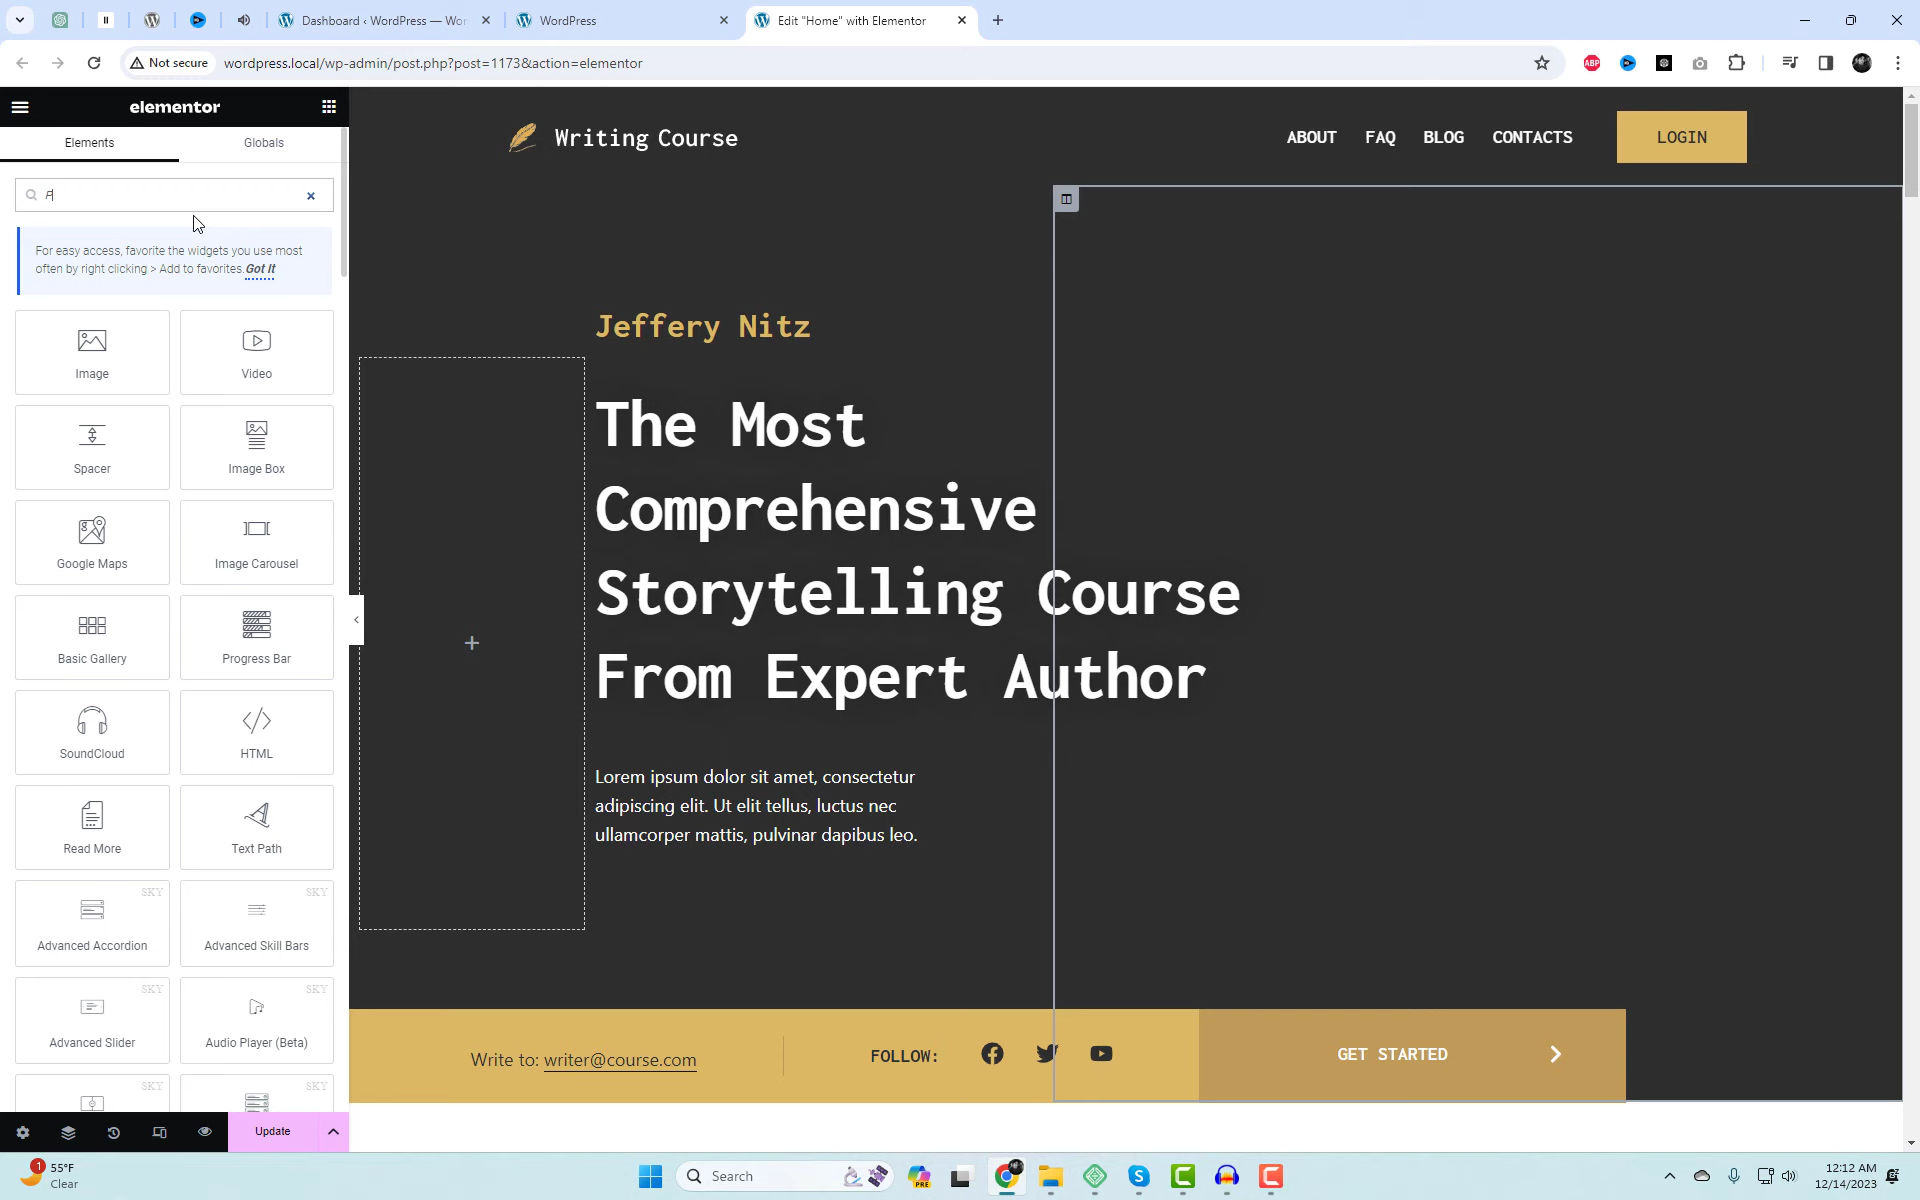 Dashboard ‹ WordPress — Wor
WordPress
Edit "Home" with Elementor
Not secure
wordpress.local/wp-admin/post.php?post=1173&action=elementor
ABP
elementor
Elements
Globals
For easy access, favorite the widgets you use most
often by right clicking > Add to favorites. Got It
Image
Video
Spacer
Image Box
Google Maps
Image Carousel
Basic Gallery
Progress Bar
SoundCloud
HTML
Read More
Text Path
SKY
SKY
Advanced Accordion
Advanced Skill Bars
SKY
SKY
Advanced Slider
Audio Player (Beta)
SKY
SKY
Update
Writing Course
ABOUT
FAQ
BLOG
CONTACTS
LOGIN
Jeffery Nitz
The Most
Comprehensive
Storytelling Course
From Expert Author
Lorem ipsum dolor sit amet, consectetur
adipiscing elit. Ut elit tellus, luctus nec
ullamcorper mattis, pulvinar dapibus leo.
Write to: writer@course.com
FOLLOW:
GET STARTED
1
55°F
Clear
Search
PRE
12:12 AM
12/14/2023